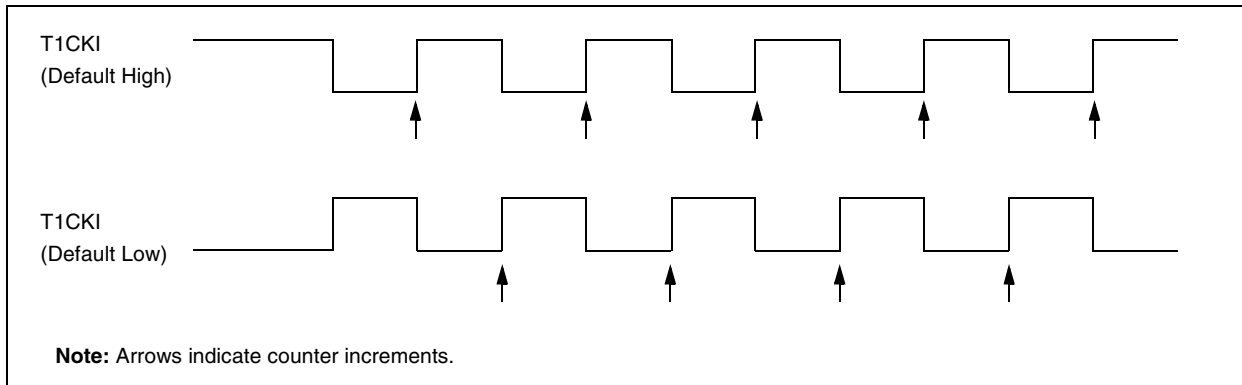 T1CKI
(Default High)
T1CKI
(Default Low)
Note: Arrows indicate counter increments.